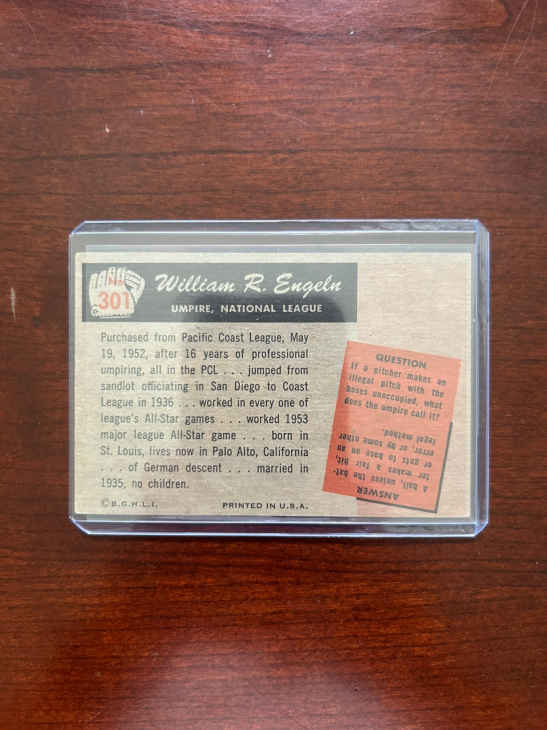 No.
301
William R. Engeln
UMPIRE, NATIONAL LEAGUE
Purchased from Pacific Coast League, May
19, 1952, after 16 years of professional
umpiring, all in the PCL . . . jumped from
sandlot officiating in San Diego to Coast
League in 1936 . . . worked in every one of
league's All-Star games . . . worked 1953
major league All-Star game . . . born in
St. Louis, lives now in Palo Alto, California
. . . of German descent . . . married in
1935, no children.
©B.G.H.L.I.
PRINTED IN U.S.A.
QUESTION
If a pitcher makes an
illegal pitch with the
bases unoccupied, what
does the umpire call it?
ANSWER
A ball, unless the bat-
ter makes a fair hit,
or gets to base on an
error, or by some other
legal method.